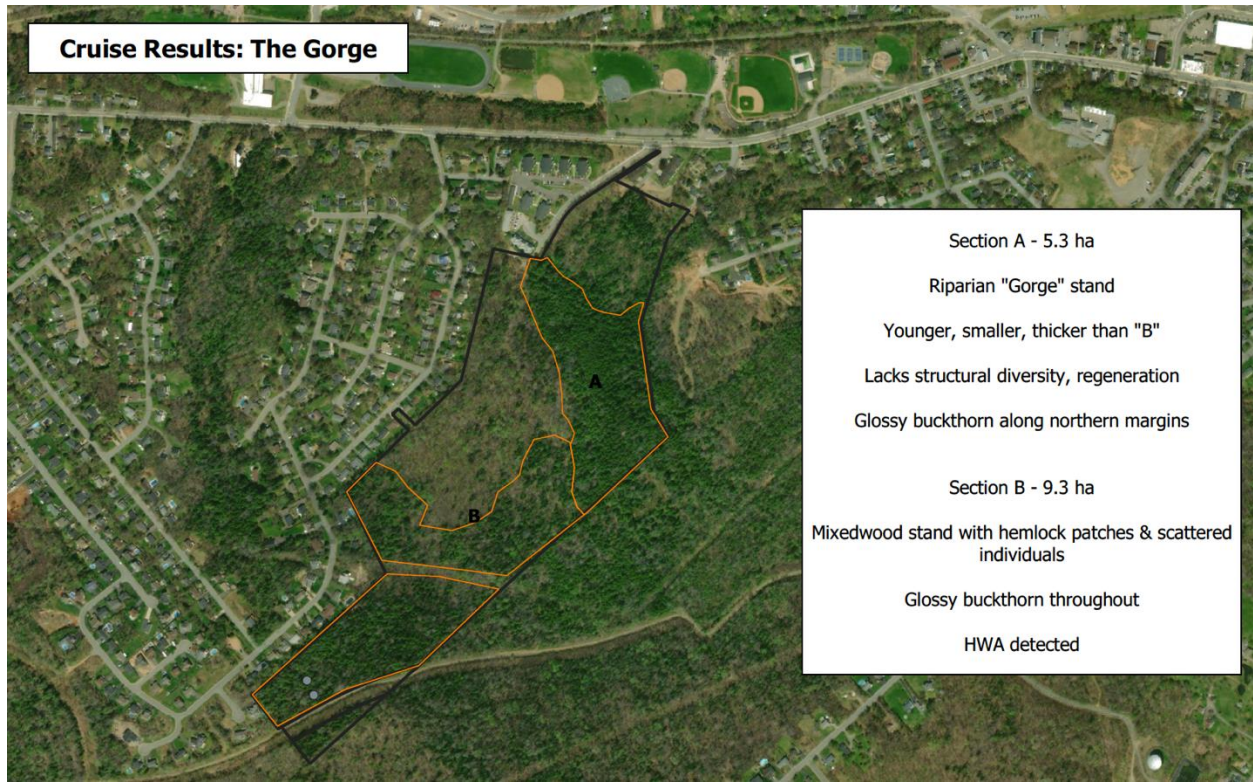 Cruise Results: The Gorge
A
B
Section A - 5.3 ha
Riparian "Gorge" stand
Younger, smaller, thicker than "B"
Lacks structural diversity, regeneration
Glossy buckthorn along northern margins
Section B - 9.3 ha
Mixedwood stand with hemlock patches & scattered
individuals
Glossy buckthorn throughout
HWA detected